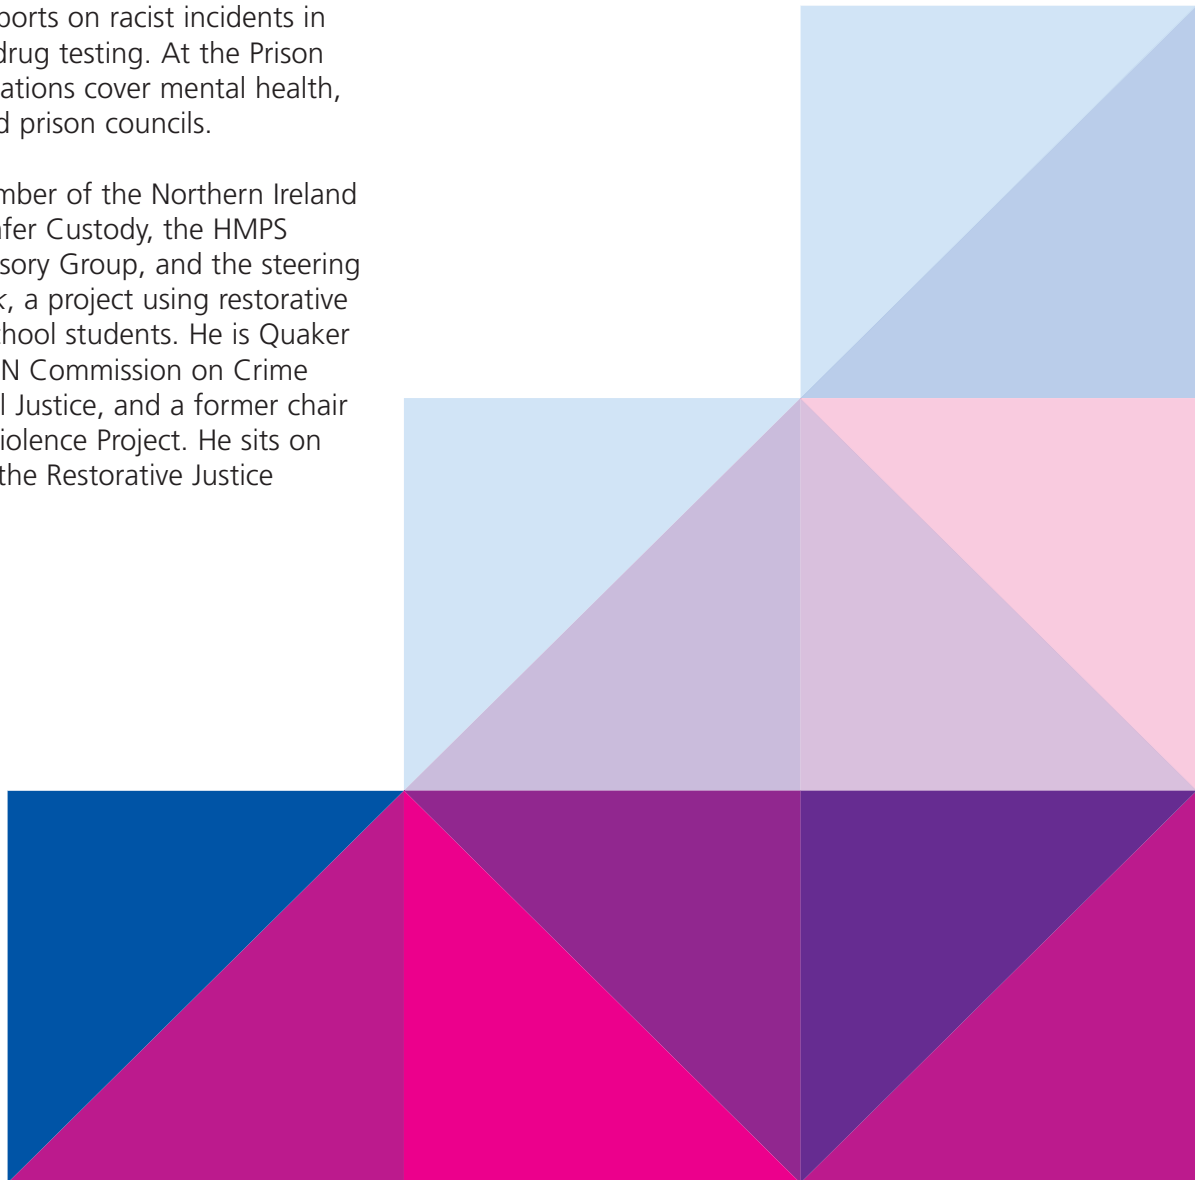 ports on racist incidents in
drug testing. At the Prison
ations cover mental health,
d prison councils.
mber of the Northern Ireland
afer Custody, the HMPS
sory Group, and the steering
k, a project using restorative
chool students. He is Quaker
N Commission on Crime
l Justice, and a former chair
iolence Project. He sits on
the Restorative Justice